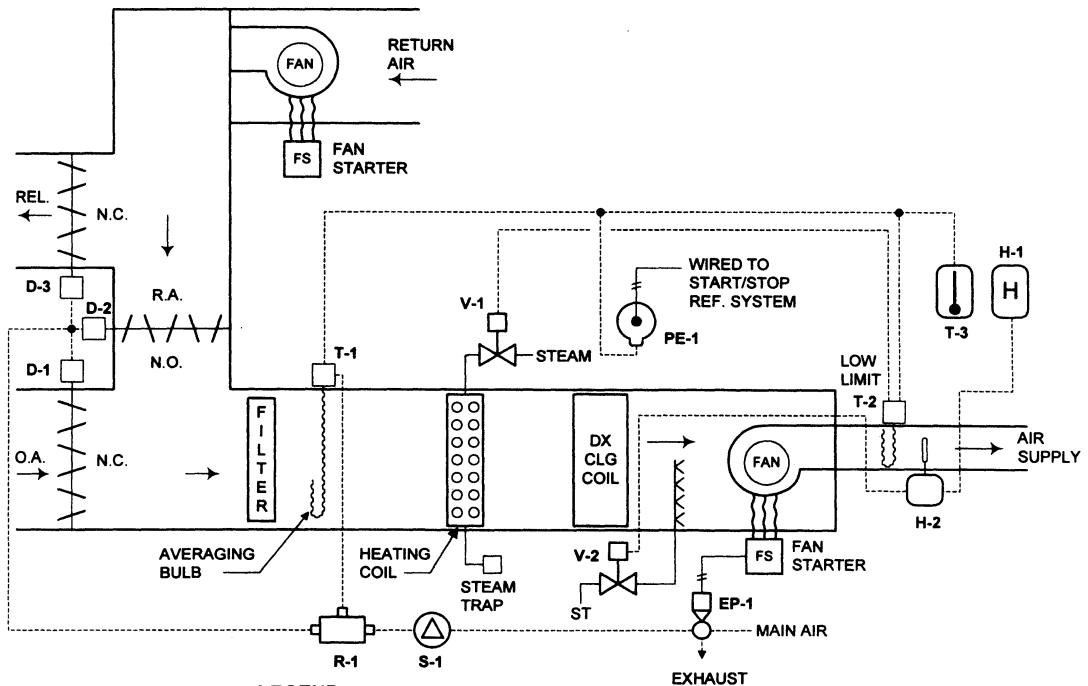 FAN
RETURN
AIR
FS
FAN
STARTER
REL.
N.C.
D-3
D-2
R.A.
N.O.
D-1
O.A.
N.C.
FILTER
T-1
V-1
STEAM
WIRED TO
START/STOP
REF. SYSTEM
PE-1
H-1
H
T-3
LOW
LIMIT
T-2
DX
CLG
COIL
FAN
AIR
SUPPLY
H-2
AVERAGING
BULB
HEATING
COIL
STEAM
TRAP
V-2
ST
FS
FAN
STARTER
EP-1
MAIN AIR
EXHAUST
R-1
S-1